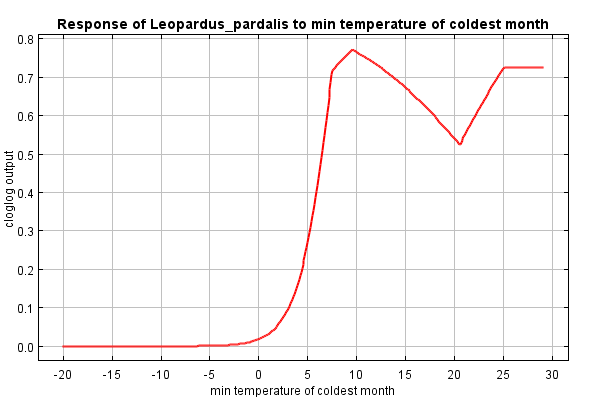 Response of Leopardus_pardalis to min temperature of coldest month
0.8
0.7
0.6
0.5
0.4
0.3
0.2
0.1
0.0
cloglog output
-20 -15 -10 -5 0 5 10 15 20 25 30
min temperature of coldest month